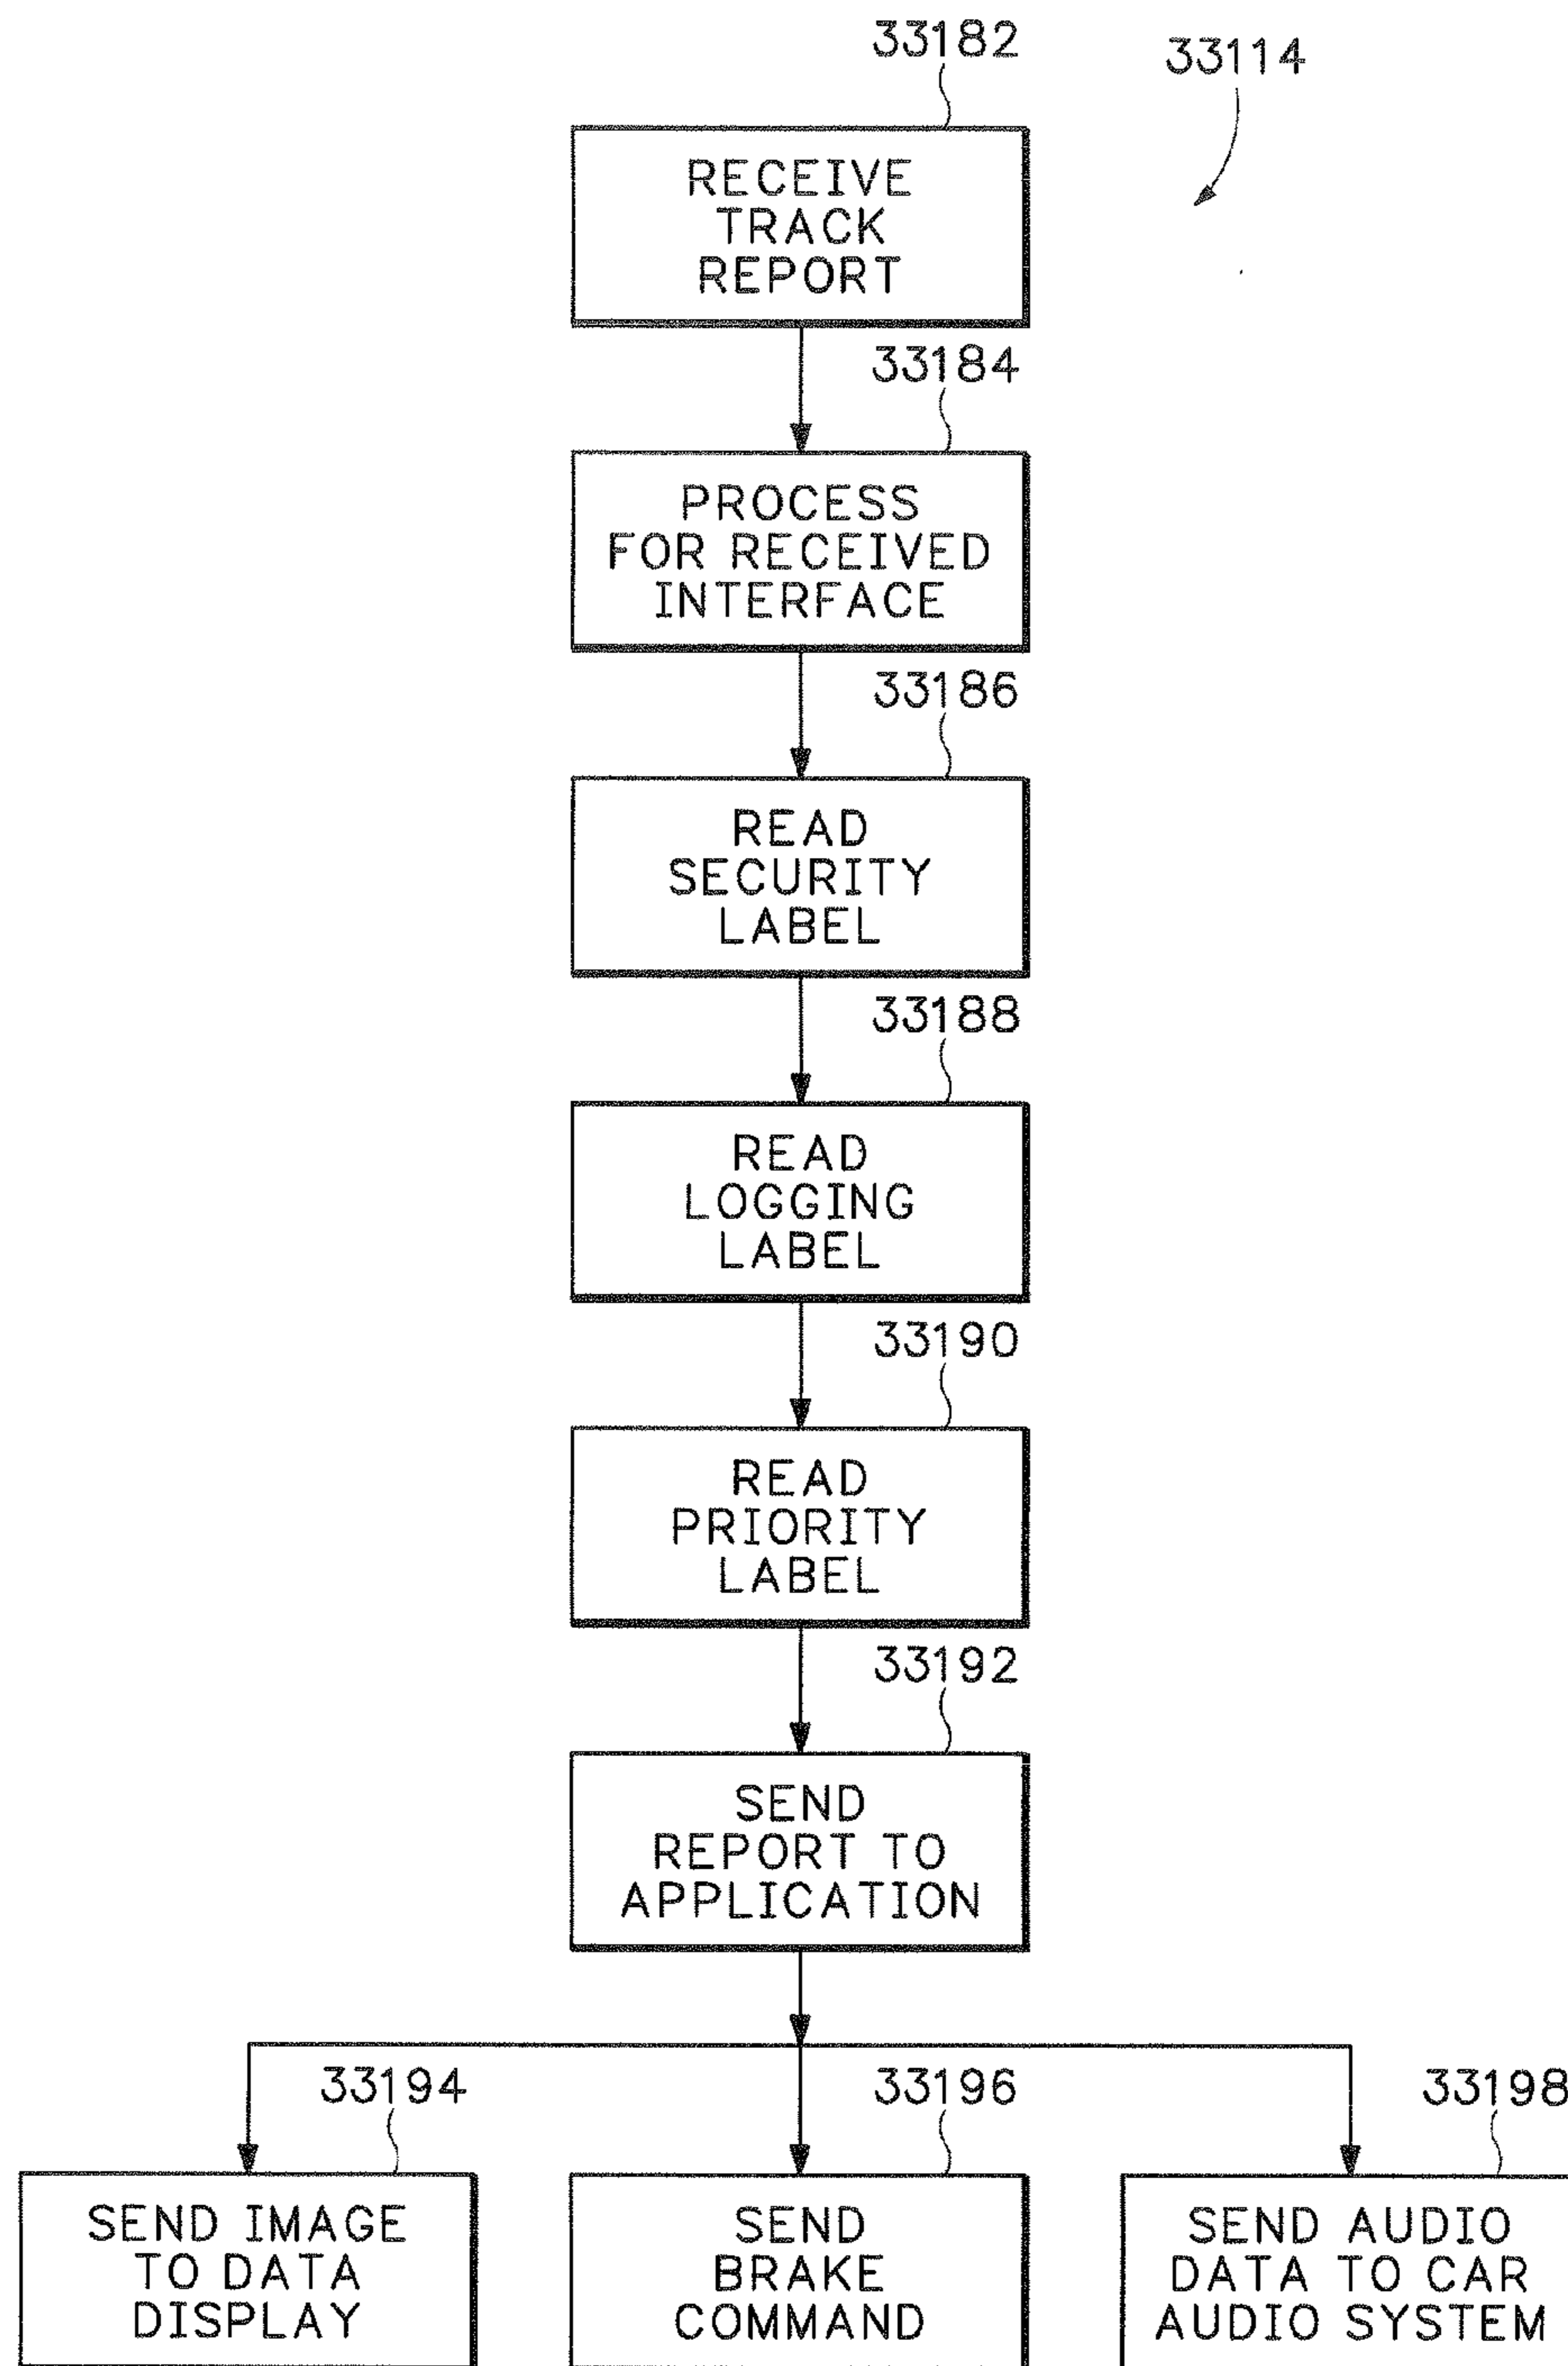 33182
33114
RECEIVE
TRACK
REPORT
33184
PROCESS
FOR RECEIVED
INTERFACE
33186
READ
SECURITY
LABEL
33188
READ
LOGGING
LABEL
33190
READ
PRIORITY
LABEL
33192
SEND
REPORT TO
APPLICATION
33194
SEND IMAGE
TO DATA
DISPLAY
33196
SEND
BRAKE
COMMAND
33198
SEND AUDIO
DATA TO CAR
AUDIO SYSTEM